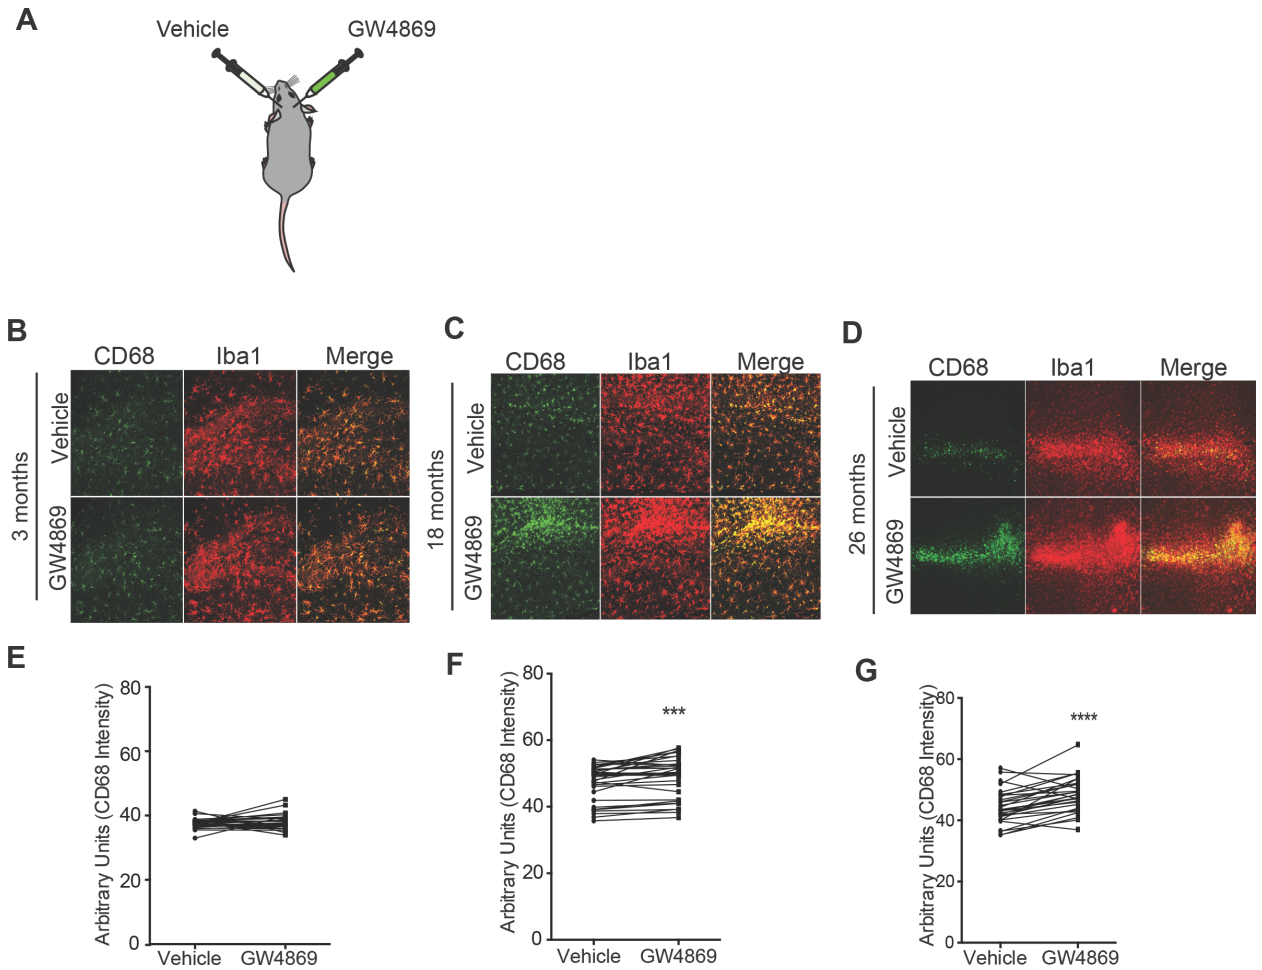 A
Vehicle
GW4869
B
CD68
Iba1
Merge
3 months
Vehicle
GW4869
C
CD68
Iba1
Merge
18 months
Vehicle
GW4869
D
CD68
Iba1
Merge
26 months
Vehicle
GW4869
E
Arbitrary Units (CD68 Intensity)
80
60
40
20
0
Vehicle
GW4869
F
Arbitrary Units (CD68 Intensity)
80
60
40
20
0
***
Vehicle
GW4869
G
Arbitrary Units (CD68 Intensity)
80
60
40
20
0
****
Vehicle
GW4869